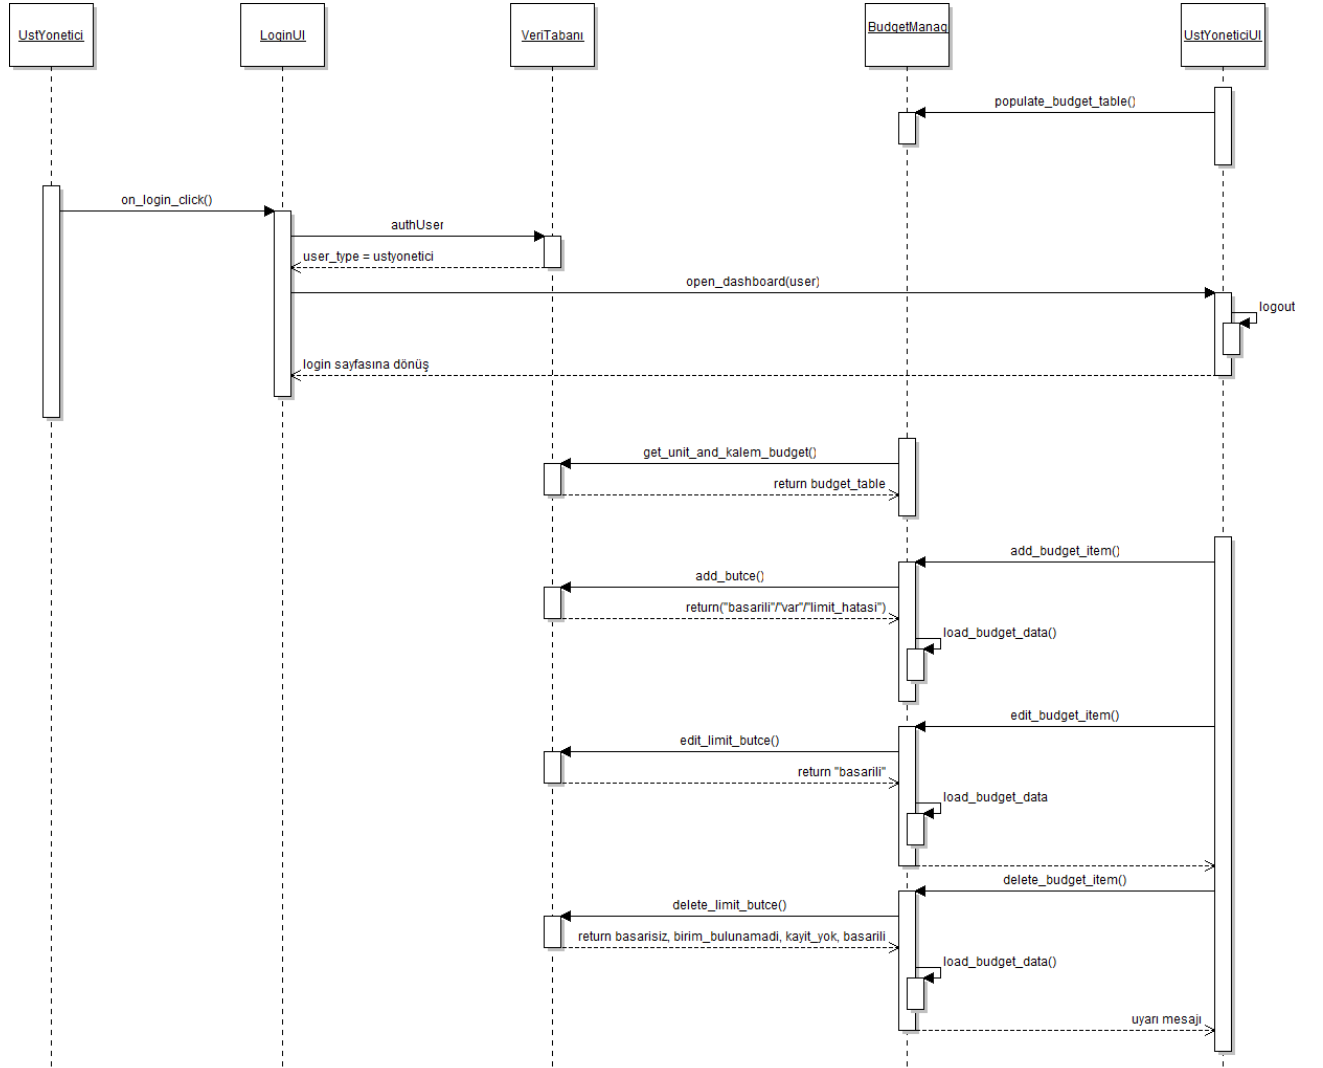 UstYonetici
LoginUI
VeriTabanı
BudgetManag
UstYoneticiUI
populate_budget_table()
on_login_click()
authUser
user_type = ustyonetici
open_dashboard(user)
logout
login sayfasına dönüş
get_unit_and_kalem_budget()
return budget_table
add_budget_item()
add_butce()
return("basarili"/"var"/"limit_hatasi")
load_budget_data()
edit_budget_item()
edit_limit_butce()
return "basarili"
load_budget_data
delete_budget_item()
delete_limit_butce()
return basarisiz, birim_bulunamadi, kayit_yok, basarili
load_budget_data()
uyarı mesajı